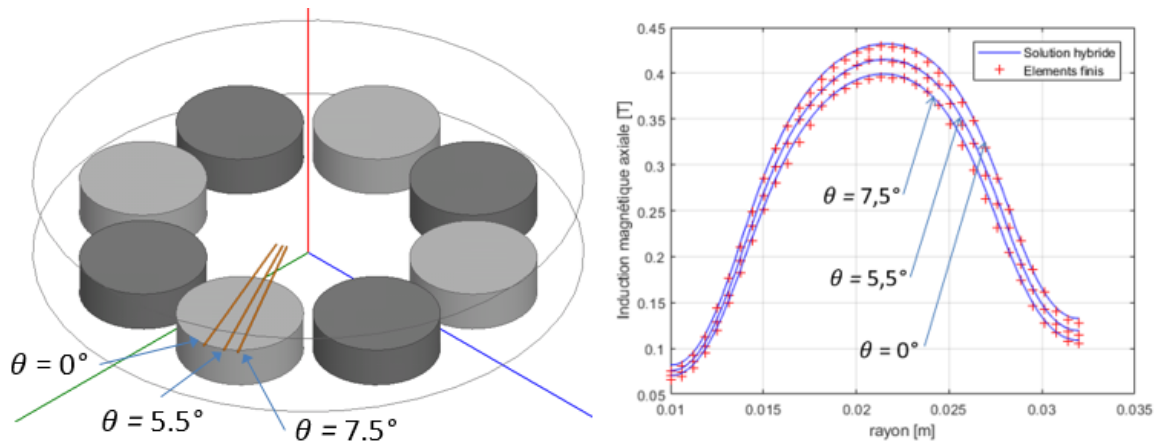 θ = 0°
θ = 5.5°
θ = 7.5°
Induction magnétique axiale [T]
0.45
0.4
0.35
0.3
0.25
0.2
0.15
0.1
0.05
Solution hybride
Elements finis
θ = 7,5°
θ = 5,5°
θ = 0°
0.01
0.015
0.02
0.025
0.03
0.035
rayon [m]